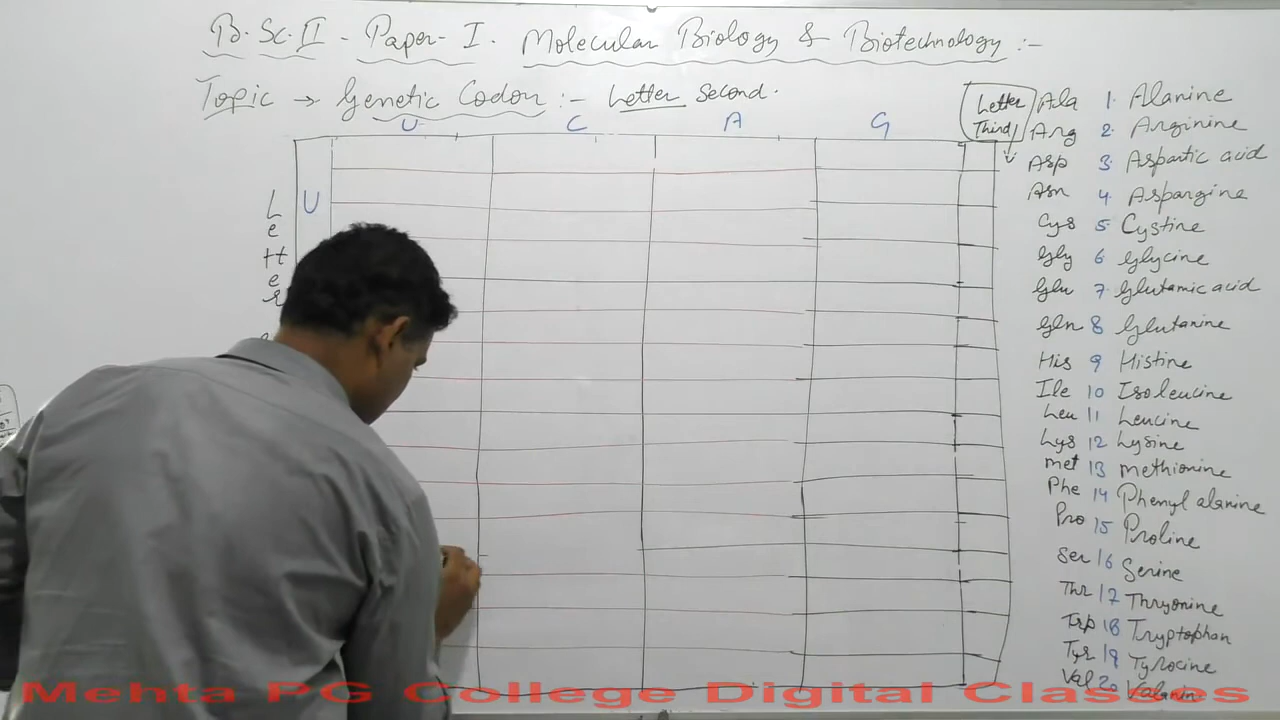 B.Sc. II - Paper - I. Molecular Biology & Biotechnology :-
Topic → Genetic Codon :- Letter Second.
U C A G
Letter
Third
U
L
e
tt
e
r
Ala 1. Alanine
Arg 2. Arginine
Asp 3. Aspartic acid
Asn 4 Aspargine
Cys 5. Cystine
Gly 6 Glycine
Glu 7. Glutamic acid
Gln 8 Glutanine
His 9 Histine
Ile 10 Isoleucine
Leu 11 Leucine
Lys 12 Lysine
met 13 methionine
Phe 14 Phenyl alanine
Pro 15 Proline
Ser 16 Serine
Thr 17 Thryonine
Trp 18 Tryptophan
Tyr 19 Tyrocine
Val 20 Valanin
Mehta PG College Digital Classes